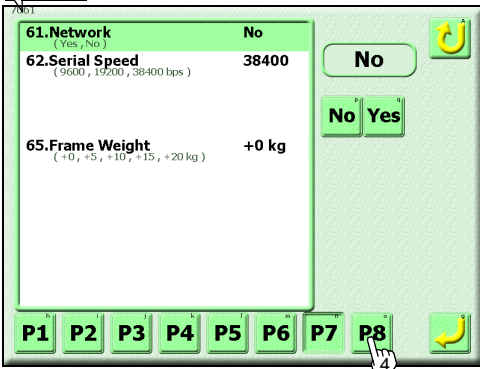 7061
61.Network No
(Yes , No )
62.Serial Speed 38400
(9600 , 19200 , 38400 bps )
65.Frame Weight +0 kg
( +0 , +5 , +10 , +15 , +20 kg )
No
A
p q
No Yes
h i j k l m n o g
P1 P2 P3 P4 P5 P6 P7 P8
4